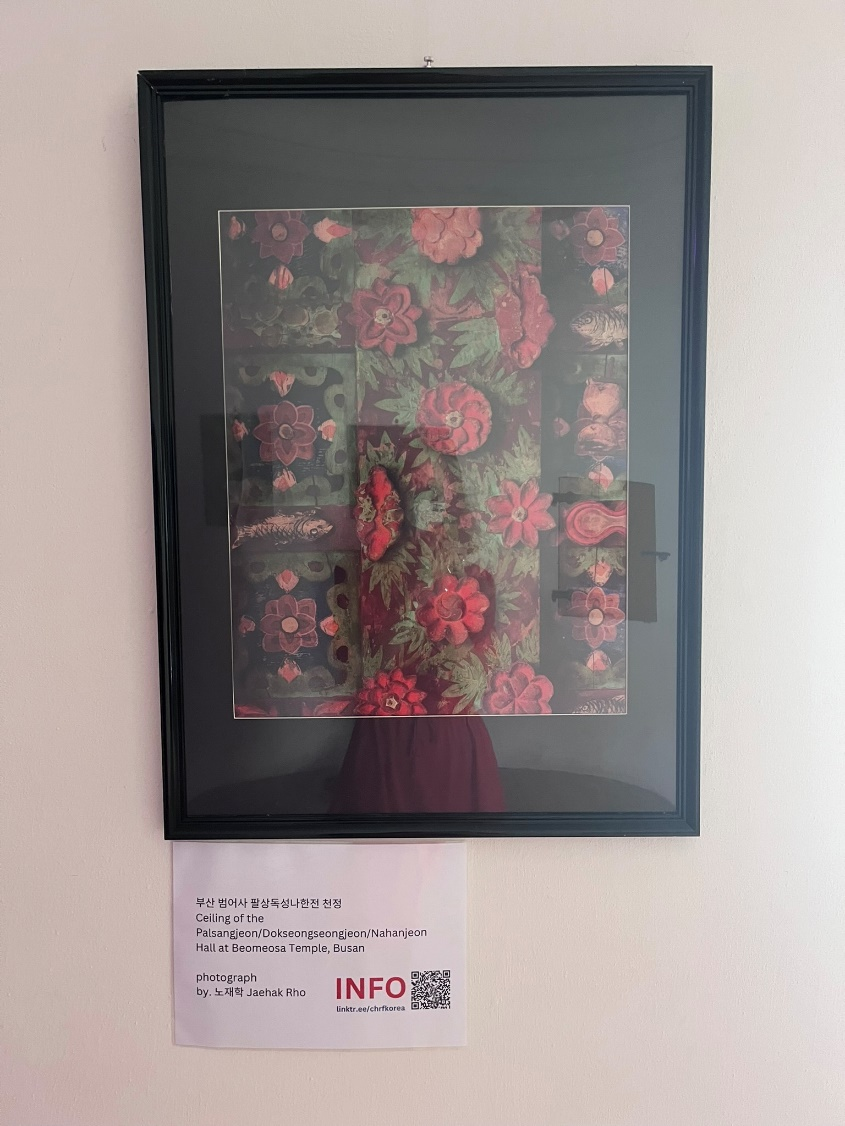 부산 범어사 팔상독성나한전 천정
Ceiling of the
Palsangjeon/Dokseongseongjeon/Nahanjeon
Hall at Beomeosa Temple, Busan
photograph
by. 노재학 Jaehak Rho
INFO
linktr.ee/chrfkorea